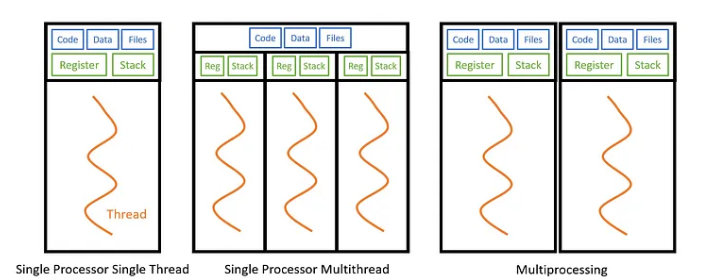 Code Data Files
Register Stack
Thread
Single Processor Single Thread
Code Data Files
Reg Stack Reg Stack Reg Stack
Single Processor Multithread
Code Data Files Code Data Files
Register Stack Register Stack
Multiprocessing